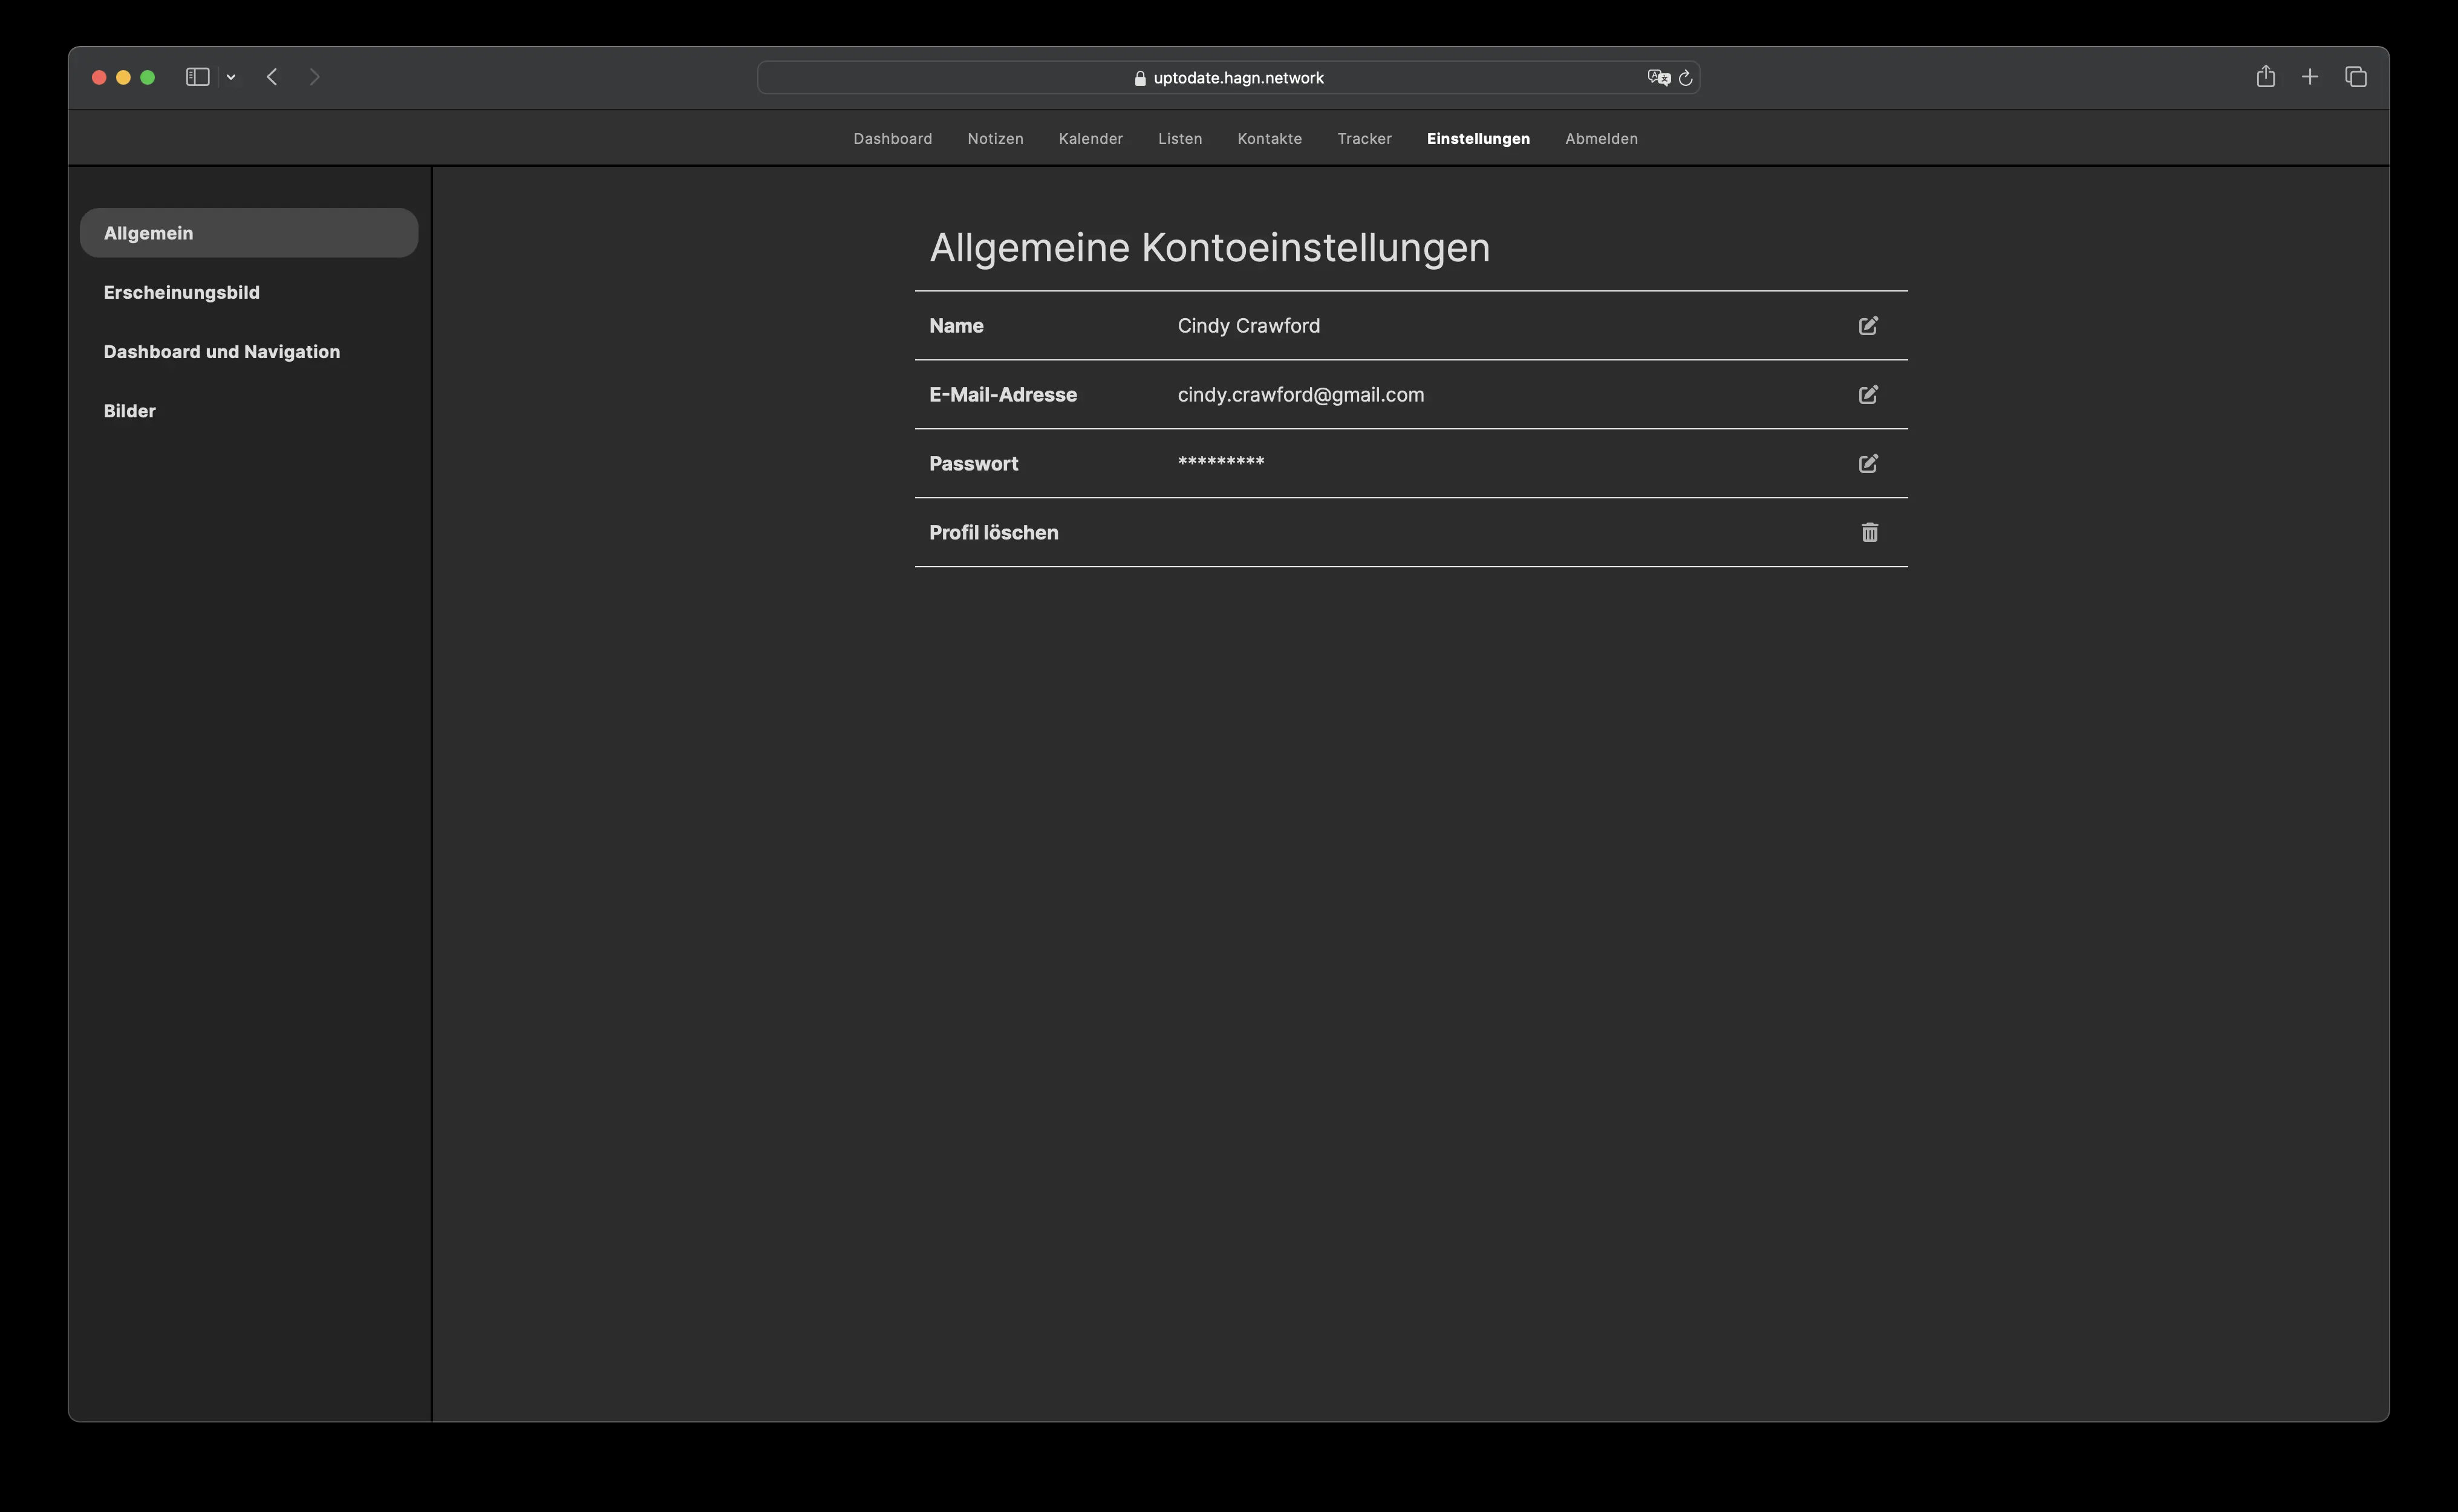 uptodate.hagn.network
Dashboard Notizen Kalender Listen Kontakte Tracker Einstellungen Abmelden
Allgemein
Erscheinungsbild
Dashboard und Navigation
Bilder
Allgemeine Kontoeinstellungen
Name Cindy Crawford
E-Mail-Adresse cindy.crawford@gmail.com
Passwort *********
Profil löschen